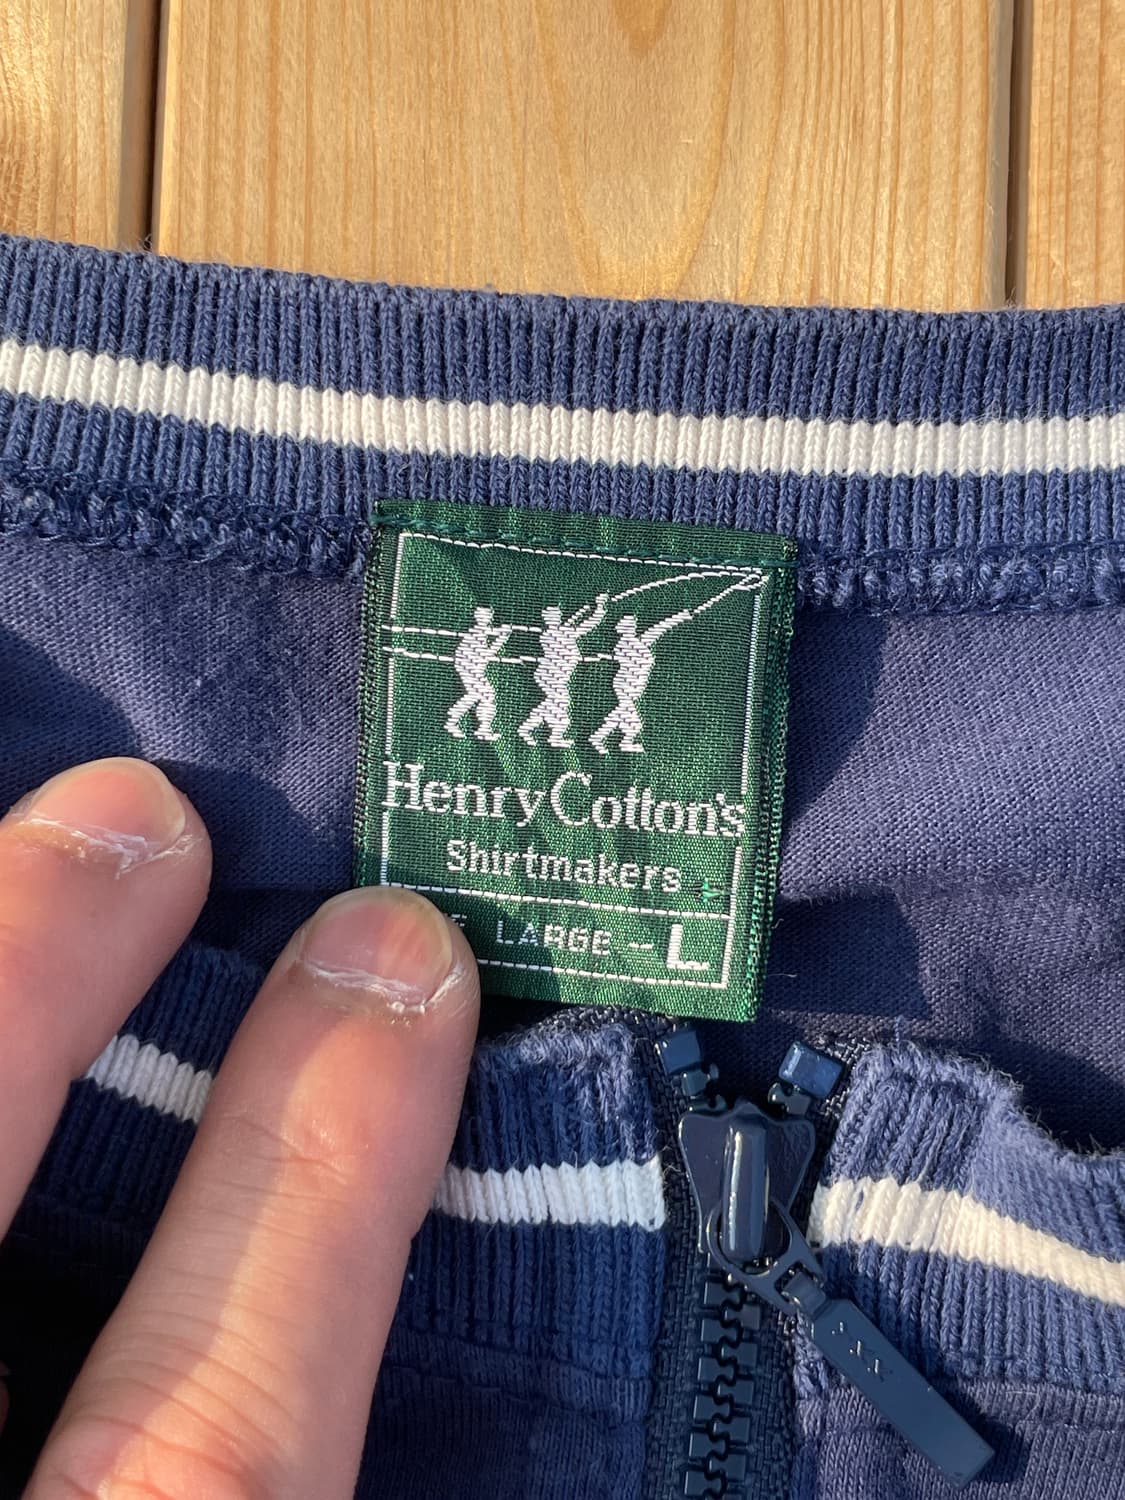 Henry Cotton's
Shirtmakers
LARGE - L